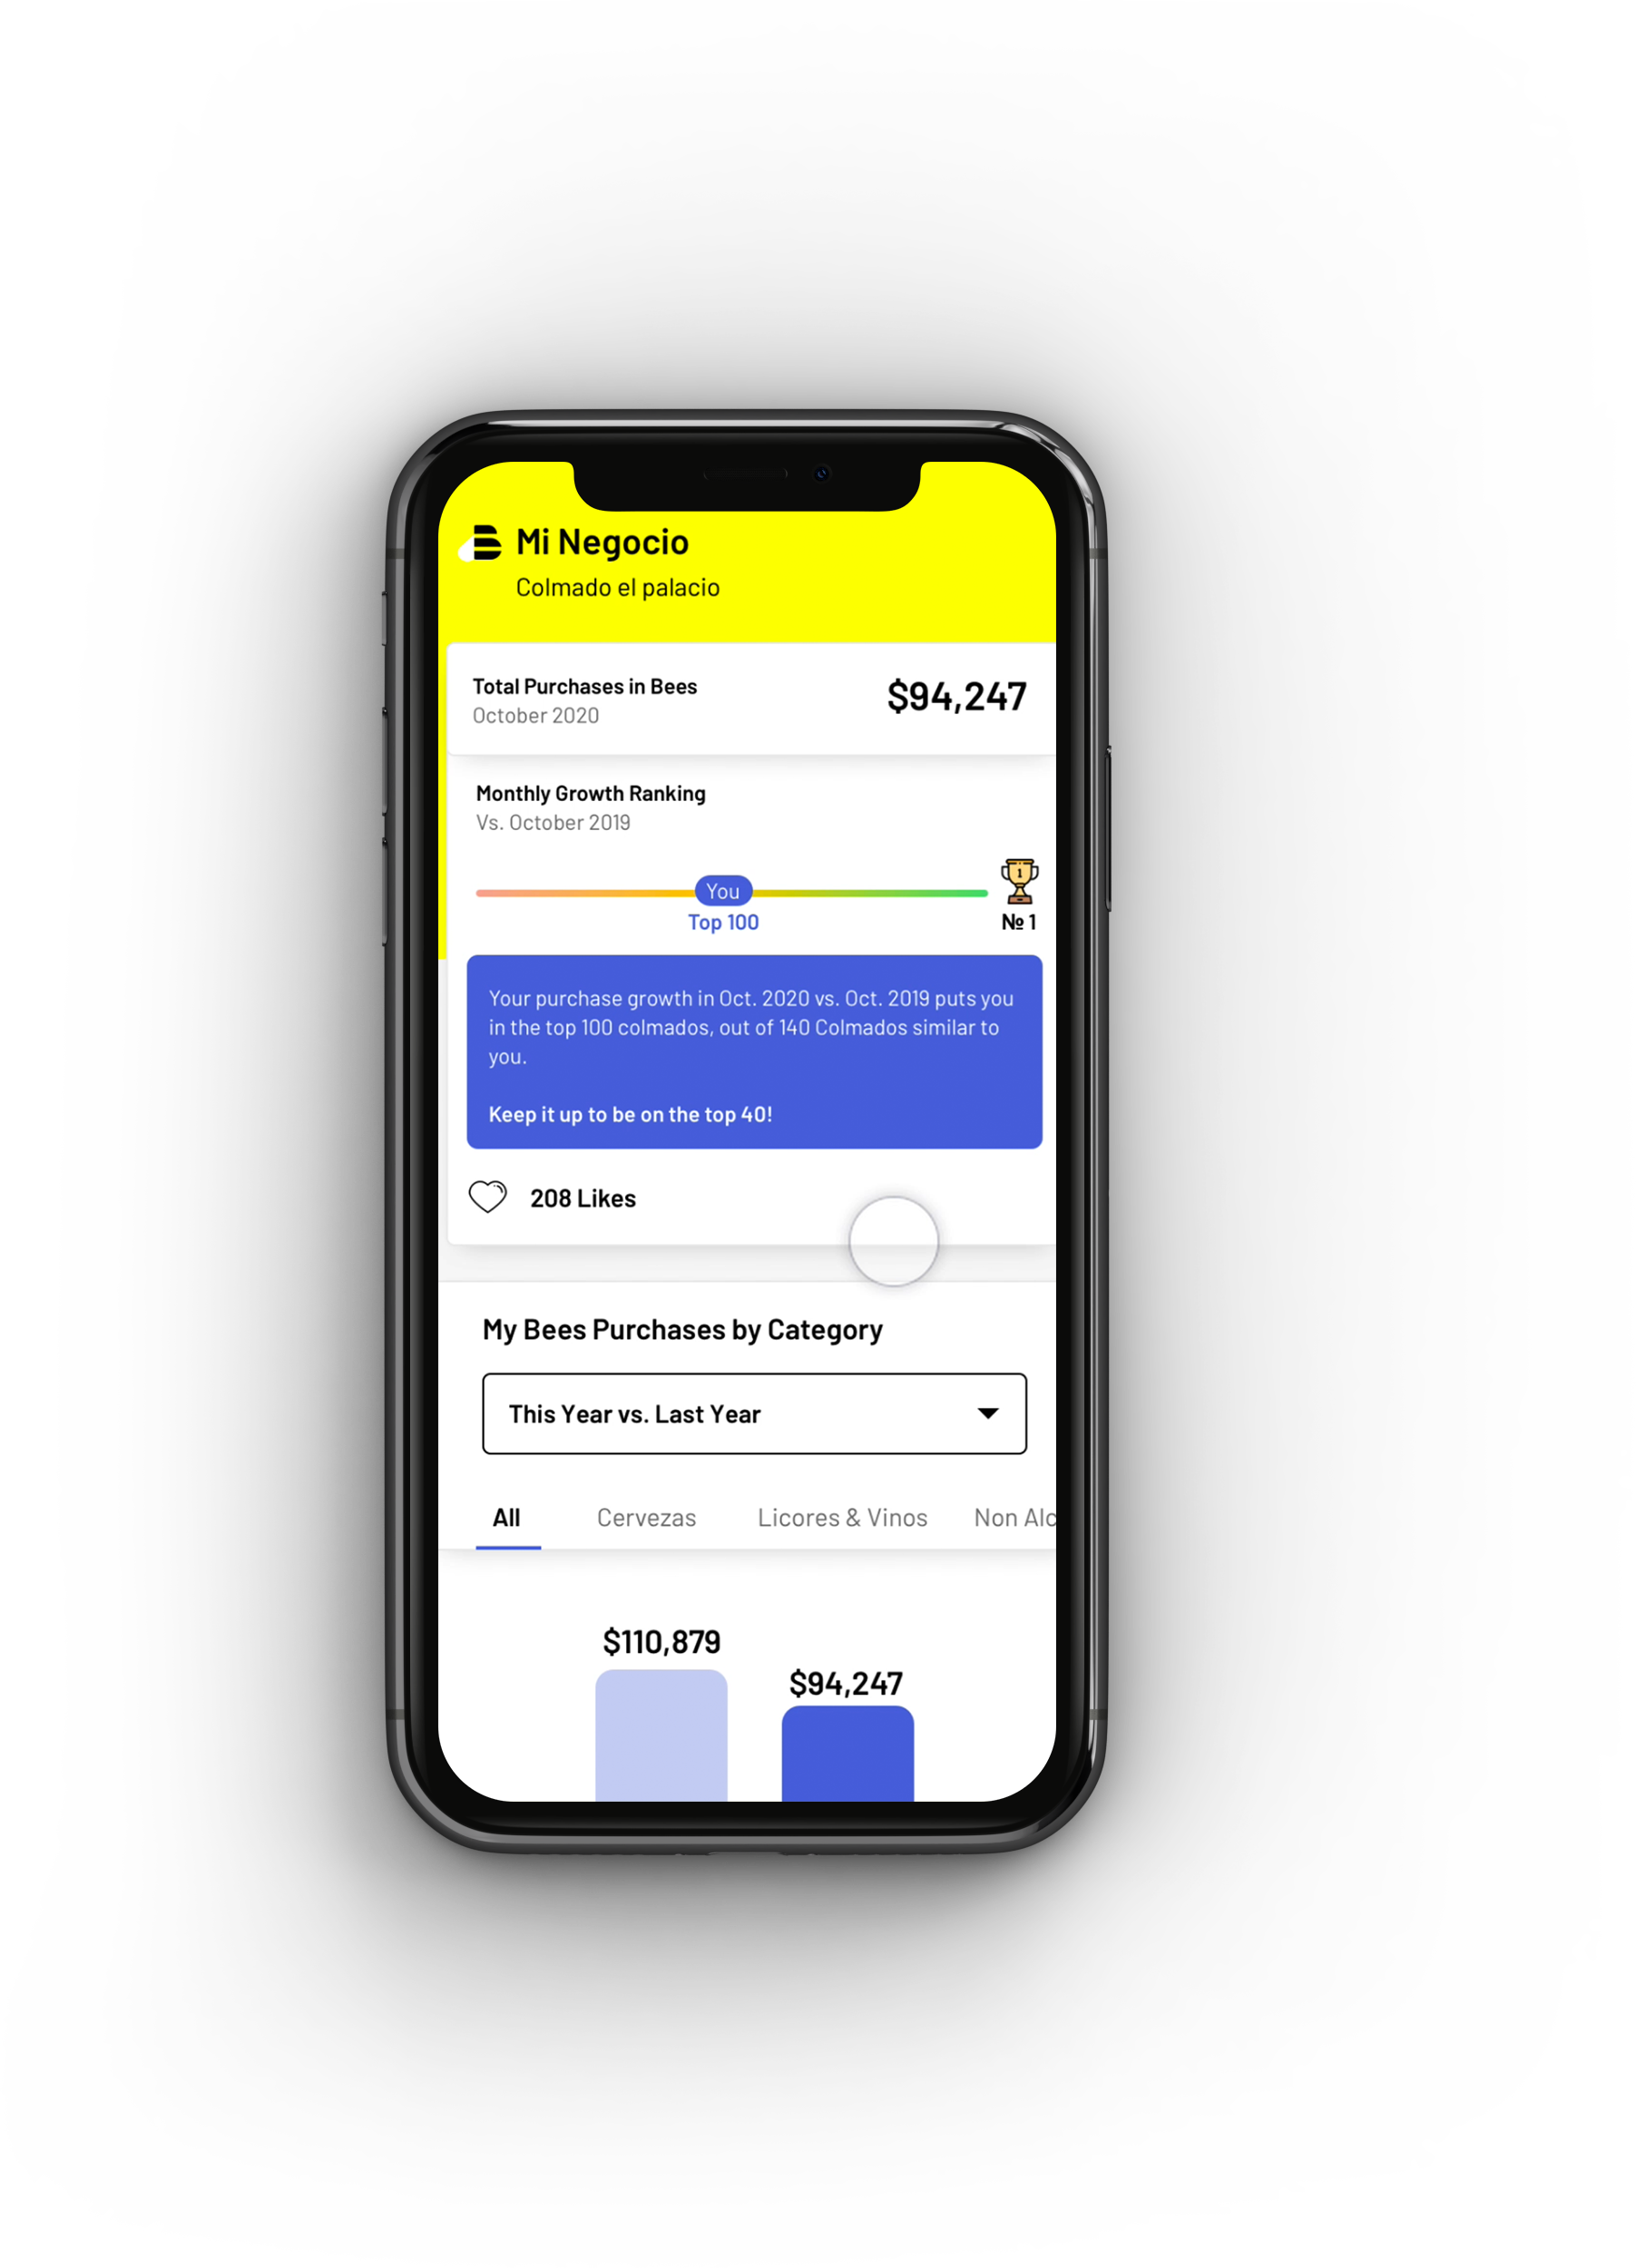 Mi Negocio
Colmado el palacio
Total Purchases in Bees
October 2020
$94,247
Monthly Growth Ranking
Vs. October 2019
1
You
Top 100
№ 1
Your purchase growth in Oct. 2020 vs. Oct. 2019 puts you
in the top 100 colmados, out of 140 Colmados similar to
you.
Keep it up to be on the top 40!
208 Likes
My Bees Purchases by Category
This Year vs. Last Year
All Cervezas Licores & Vinos Non Alc
$110,879
$94,247